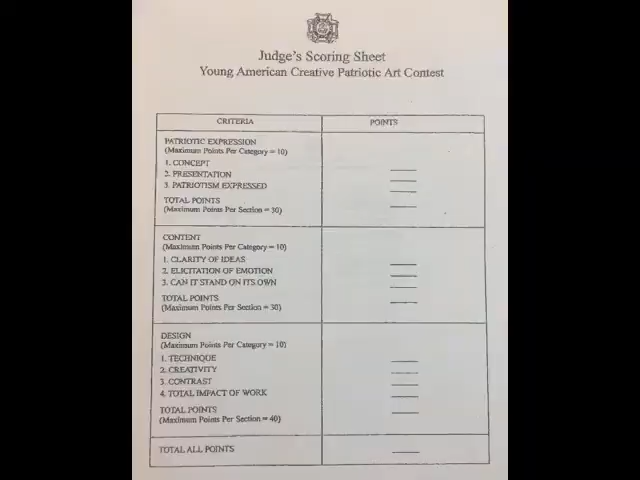 Judge's Scoring Sheet
Young American Creative Patriotic Art Contest
CRITERIA POINTS
PATRIOTIC EXPRESSION
(Maximum Points Per Category = 10)
1. CONCEPT
2. PRESENTATION
3. PATRIOTISM EXPRESSED
TOTAL POINTS
(Maximum Points Per Section = 30)
CONTENT
(Maximum Points Per Category = 10)
1. CLARITY OF IDEAS
2. ELICITATION OF EMOTION
3. CAN IT STAND ON ITS OWN
TOTAL POINTS
(Maximum Points Per Section = 30)
DESIGN
(Maximum Points Per Category = 10)
1. TECHNIQUE
2. CREATIVITY
3. CONTRAST
4. TOTAL IMPACT OF WORK
TOTAL POINTS
(Maximum Points Per Section = 40)
TOTAL ALL POINTS